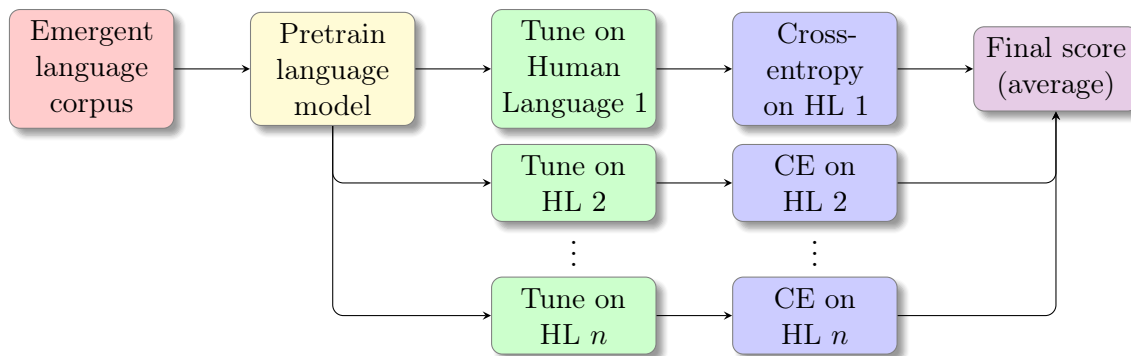 Emergent
language
corpus
Pretrain
language
model
Tune on
Human
Language 1
Cross-
entropy
on HL 1
Final score
(average)
Tune on
HL 2
CE on
HL 2
⋮
⋮
Tune on
HL n
CE on
HL n